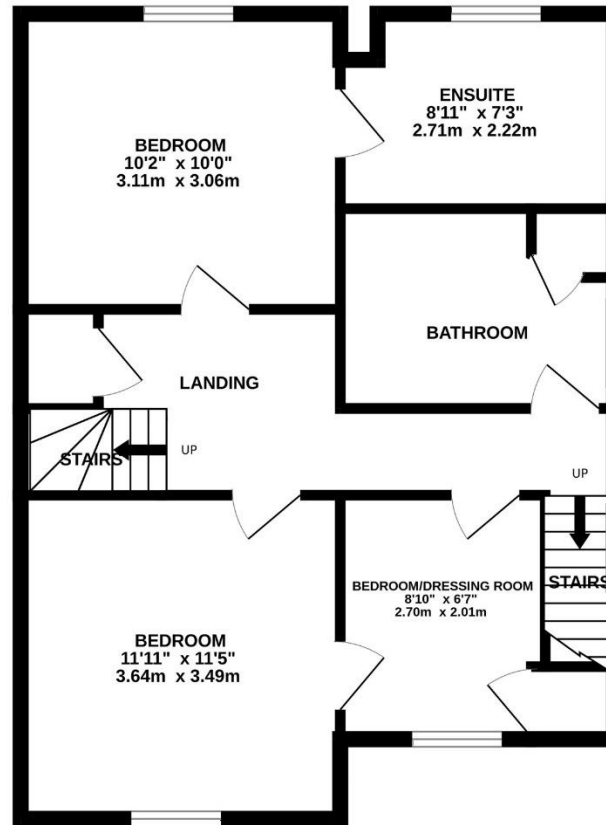 ENSUITE
8'11" x 7'3"
2.71m x 2.22m
BEDROOM
10'2" x 10'0"
3.11m x 3.06m
BATHROOM
LANDING
STAIRS
UP
UP
STAIRS
BEDROOM/DRESSING ROOM
8'10" x 6'7"
2.70m x 2.01m
BEDROOM
11'11" x 11'5"
3.64m x 3.49m